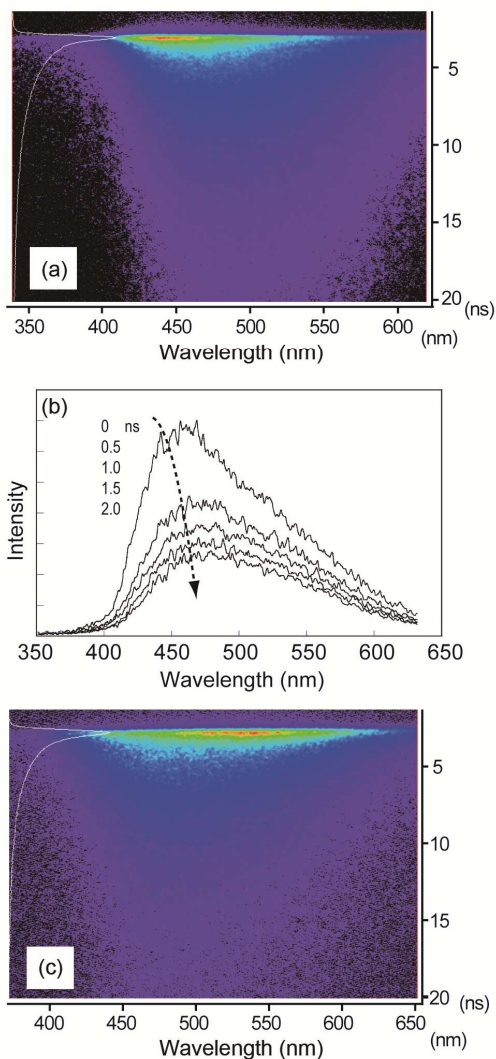 5
10
15
(a)
20
(ns)
350 400 450 500 550 600
(nm)
Wavelength (nm)
(b)
0 ns
0.5
1.0
1.5
2.0
Intensity
350 400 450 500 550 600 650
Wavelength (nm)
5
10
15
(c)
20 (ns)
400 450 500 550 600 650
(nm)
Wavelength (nm)